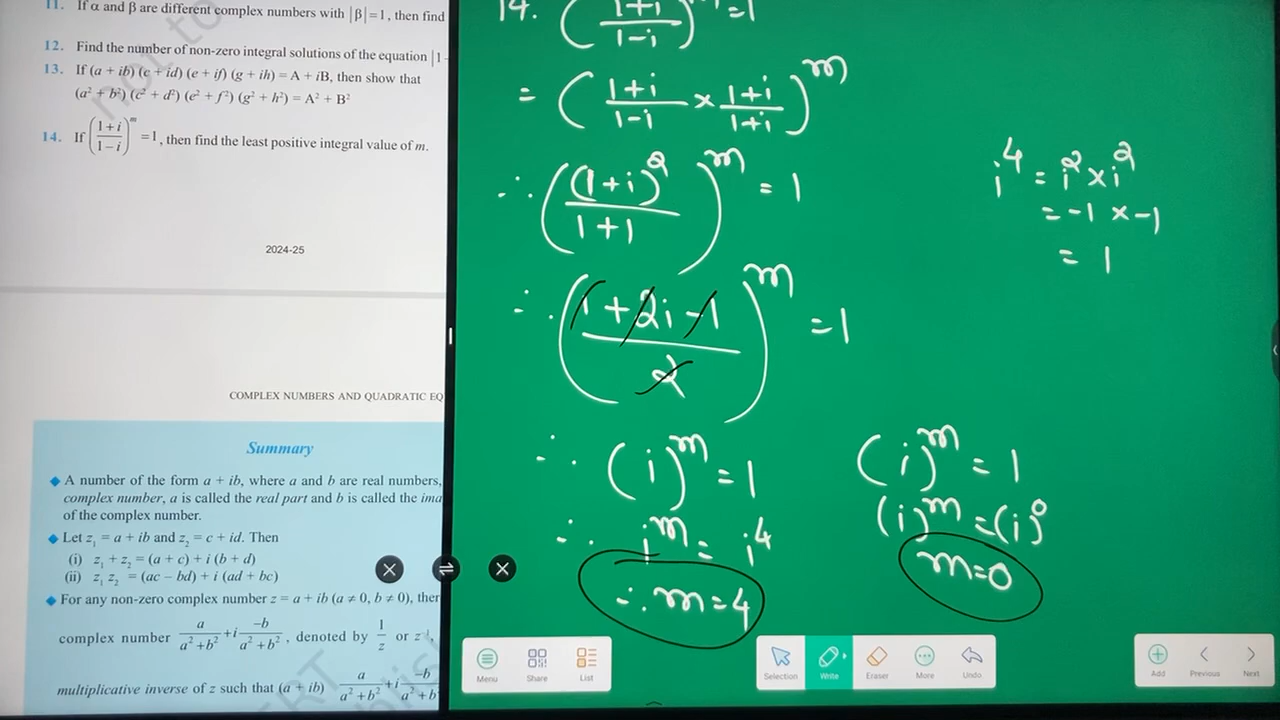 11. If α and β are different complex numbers with |β| = 1, then find
12. Find the number of non-zero integral solutions of the equation |1 -
13. If (a + ib) (c + id) (e + if) (g + ih) = A + iB, then show that
(a² + b²) (c² + d²) (e² + f²) (g² + h²) = A² + B²
14. If ((1+i)/(1−i))^m = 1, then find the least positive integral value of m.
2024-25
COMPLEX NUMBERS AND QUADRATIC EQ
Summary
◆ A number of the form a + ib, where a and b are real numbers,
complex number, a is called the real part and b is called the ima
of the complex number.
◆ Let z₁ = a + ib and z₂ = c + id. Then
(i) z₁ + z₂ = (a + c) + i (b + d)
(ii) z₁ z₂ = (ac − bd) + i (ad + bc)
◆ For any non-zero complex number z = a + ib (a ≠ 0, b ≠ 0), ther
complex number a/(a²+b²) + i −b/(a²+b²), denoted by 1/z or z
multiplicative inverse of z such that (a + ib)
14. ((1+i)/(1-i))^m = 1
= ((1+i)/(1-i) × (1+i)/(1+i))^m
∴ ((1+i)²/(1+1))^m = 1
∴ ((1+2i-1)/2)^m = 1
∴ (i)^m = 1
∴ i^m = i⁴
∴ m = 4
i⁴ = i² × i²
= -1 × -1
= 1
(i)^m = 1
(i)^m = (i)⁰
m = 0
Menu Share List
Selection Write Eraser More Undo
Add Previous Next